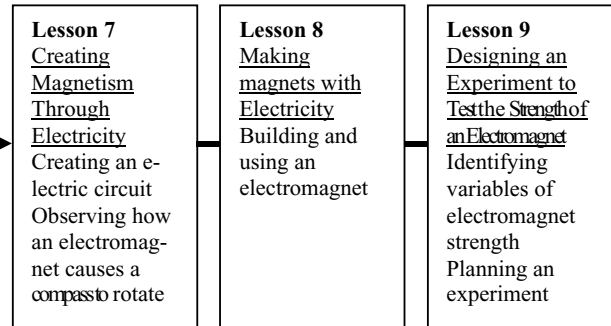 Lesson 7
Creating
Magnetism
Through
Electricity
Creating an e-
lectric circuit
Observing how
an electromag-
net causes a
compass to rotate
Lesson 8
Making
magnets with
Electricity
Building and
using an
electromagnet
Lesson 9
Designing an
Experiment to
Test the Strength of
an Electromagnet
Identifying
variables of
electromagnet
strength
Planning an
experiment